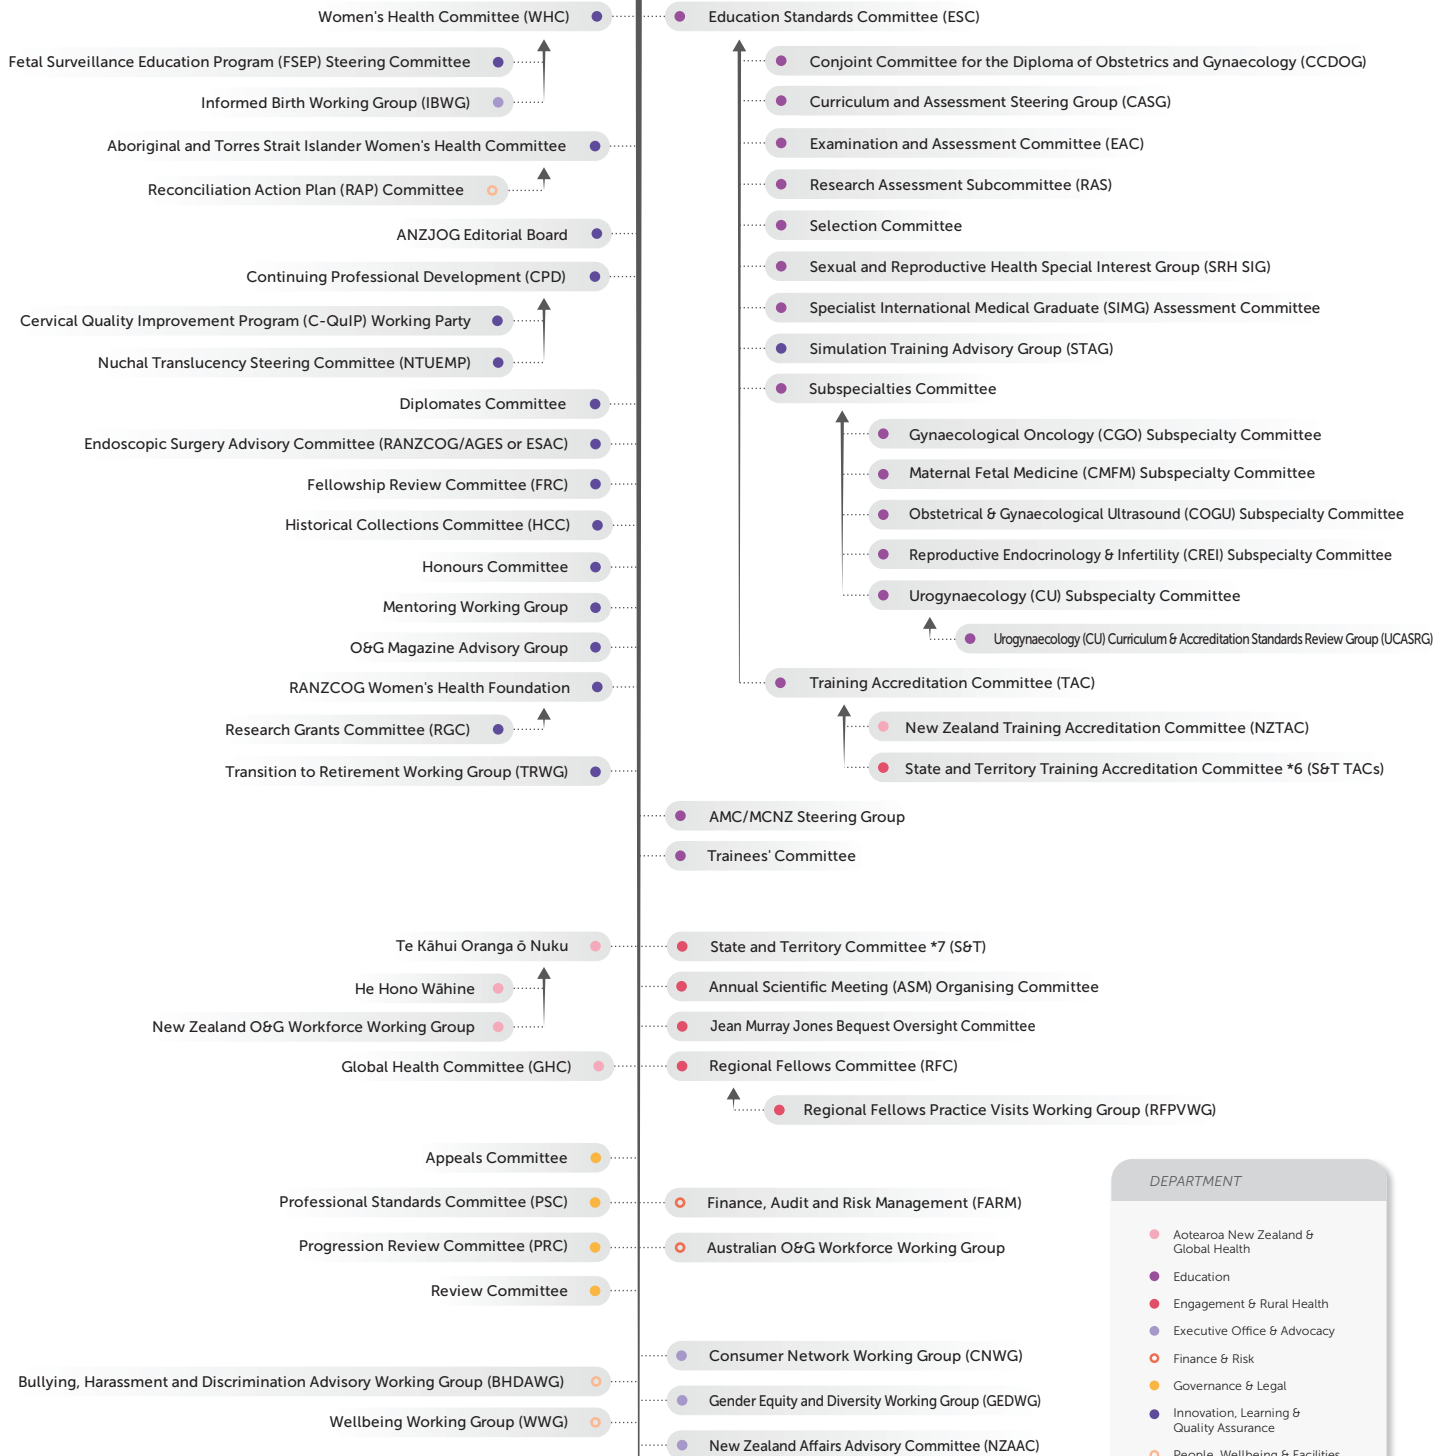 Women's Health Committee (WHC)
Fetal Surveillance Education Program (FSEP) Steering Committee
Informed Birth Working Group (IBWG)
Aboriginal and Torres Strait Islander Women's Health Committee
Reconciliation Action Plan (RAP) Committee
ANZJOG Editorial Board
Continuing Professional Development (CPD)
Cervical Quality Improvement Program (C-QuIP) Working Party
Nuchal Translucency Steering Committee (NTUEMP)
Diplomates Committee
Endoscopic Surgery Advisory Committee (RANZCOG/AGES or ESAC)
Fellowship Review Committee (FRC)
Historical Collections Committee (HCC)
Honours Committee
Mentoring Working Group
O&G Magazine Advisory Group
RANZCOG Women's Health Foundation
Research Grants Committee (RGC)
Transition to Retirement Working Group (TRWG)
Education Standards Committee (ESC)
Conjoint Committee for the Diploma of Obstetrics and Gynaecology (CCDOG)
Curriculum and Assessment Steering Group (CASG)
Examination and Assessment Committee (EAC)
Research Assessment Subcommittee (RAS)
Selection Committee
Sexual and Reproductive Health Special Interest Group (SRH SIG)
Specialist International Medical Graduate (SIMG) Assessment Committee
Simulation Training Advisory Group (STAG)
Subspecialties Committee
Gynaecological Oncology (CGO) Subspecialty Committee
Maternal Fetal Medicine (CMFM) Subspecialty Committee
Obstetrical & Gynaecological Ultrasound (COGU) Subspecialty Committee
Reproductive Endocrinology & Infertility (CREI) Subspecialty Committee
Urogynaecology (CU) Subspecialty Committee
Urogynaecology (CU) Curriculum & Accreditation Standards Review Group (UCASRG)
Training Accreditation Committee (TAC)
New Zealand Training Accreditation Committee (NZTAC)
State and Territory Training Accreditation Committee *6 (S&T TACs)
AMC/MCNZ Steering Group
Trainees' Committee
Te Kāhui Oranga ō Nuku
He Hono Wāhine
New Zealand O&G Workforce Working Group
Global Health Committee (GHC)
State and Territory Committee *7 (S&T)
Annual Scientific Meeting (ASM) Organising Committee
Jean Murray Jones Bequest Oversight Committee
Regional Fellows Committee (RFC)
Regional Fellows Practice Visits Working Group (RFPVWG)
Appeals Committee
Professional Standards Committee (PSC)
Progression Review Committee (PRC)
Review Committee
Finance, Audit and Risk Management (FARM)
Australian O&G Workforce Working Group
Bullying, Harassment and Discrimination Advisory Working Group (BHDAWG)
Wellbeing Working Group (WWG)
Consumer Network Working Group (CNWG)
Gender Equity and Diversity Working Group (GEDWG)
New Zealand Affairs Advisory Committee (NZAAC)
DEPARTMENT
Aotearoa New Zealand &
Global Health
Education
Engagement & Rural Health
Executive Office & Advocacy
Finance & Risk
Governance & Legal
Innovation, Learning &
Quality Assurance
People, Wellbeing & Facilities